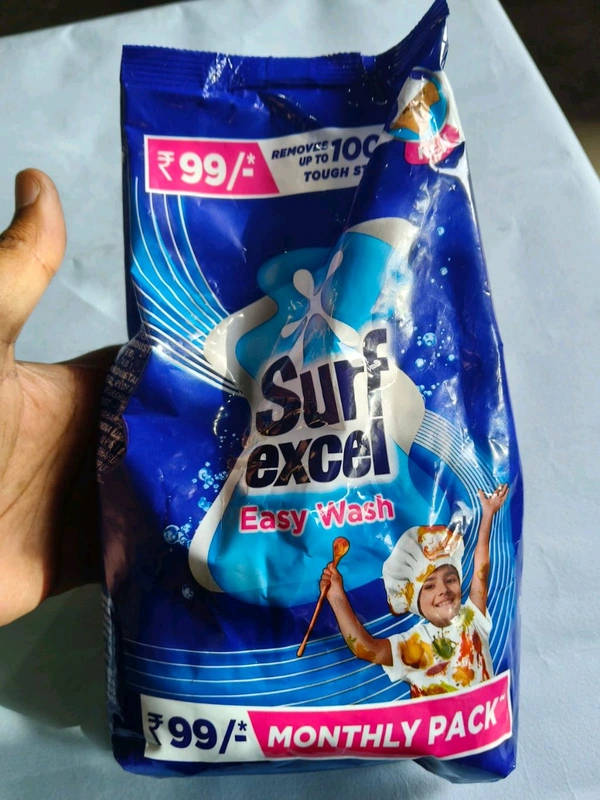 ₹99/-*
REMOVES
UP TO 100
TOUGH
Surf
excel
Easy Wash
₹99/-*
MONTHLY PACK